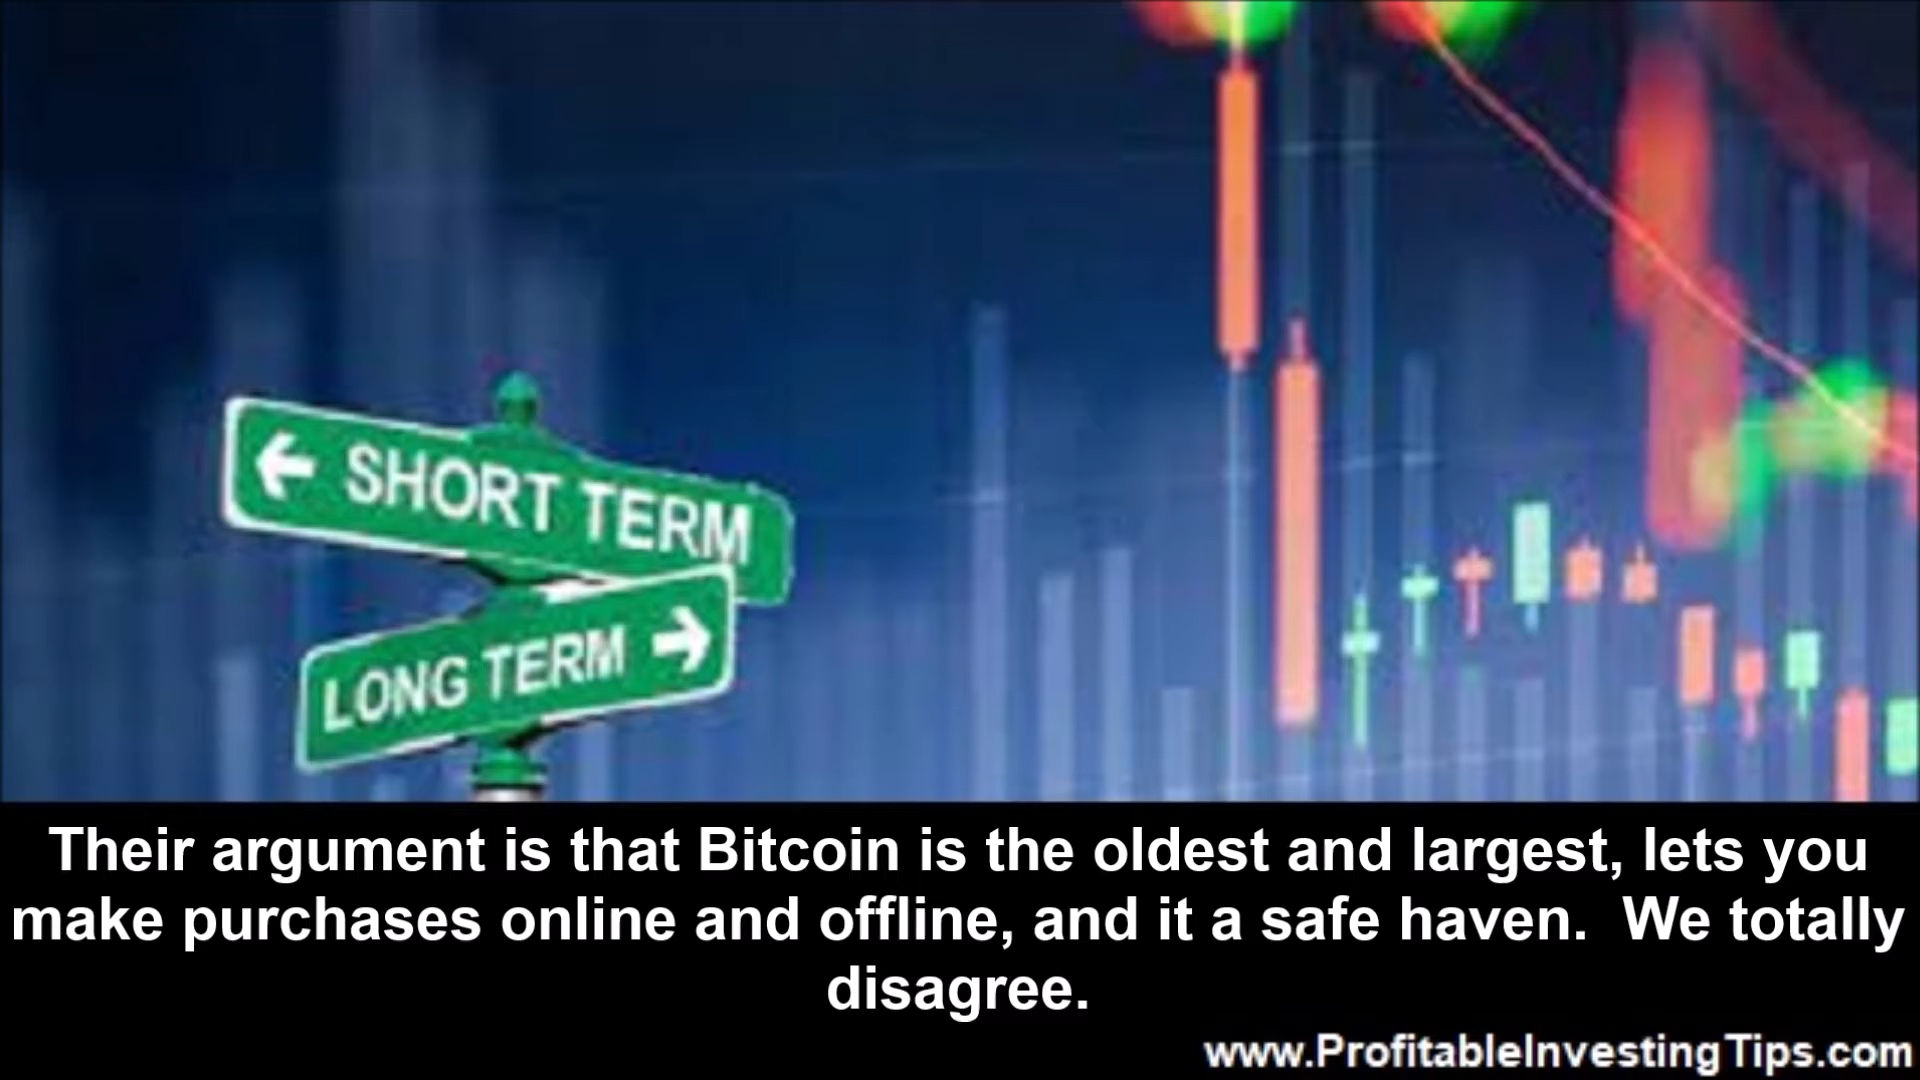 SHORT TERM
LONG TERM
Their argument is that Bitcoin is the oldest and largest, lets you
make purchases online and offline, and it a safe haven.  We totally
disagree.
www.ProfitableInvestingTips.com